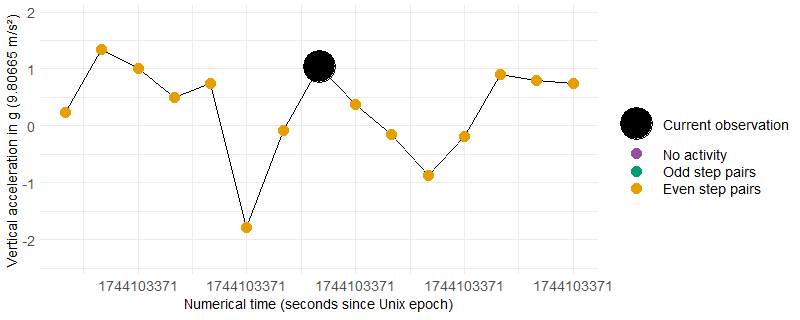 Vertical acceleration in g (9.80665 m/s²)
2
1
0
-1
-2
1744103371 1744103371 1744103371 1744103371 1744103371
Numerical time (seconds since Unix epoch)
Current observation
No activity
Odd step pairs
Even step pairs